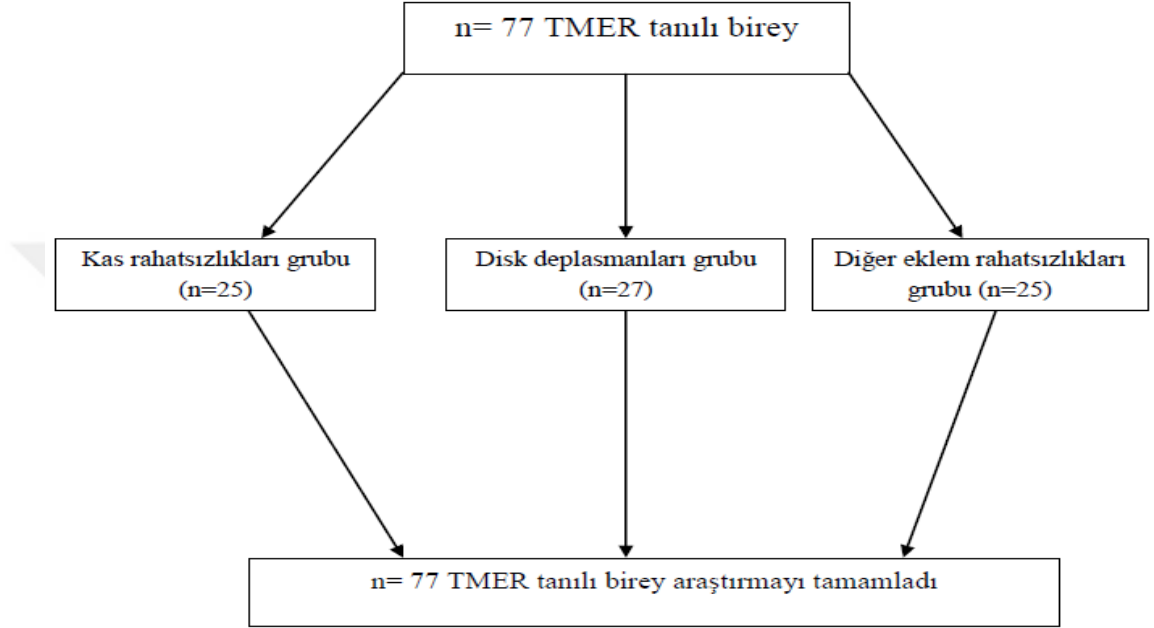 n= 77 TMER tanılı birey
Kas rahatsızlıkları grubu
(n=25)
Disk deplasmanları grubu
(n=27)
Diğer eklem rahatsızlıkları
grubu (n=25)
n= 77 TMER tanılı birey araştırmayı tamamladı